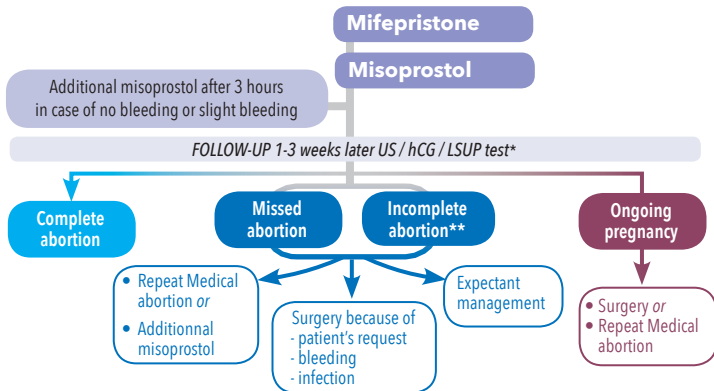 Mifepristone
Misoprostol
Additional misoprostol after 3 hours
in case of no bleeding or slight bleeding
FOLLOW-UP 1-3 weeks later US / hCG / LSUP test*
Complete
abortion
Missed
abortion
Incomplete
abortion**
Ongoing
pregnancy
• Repeat Medical
abortion or
• Additionnal
misoprostol
Surgery because of
- patient's request
- bleeding
- infection
Expectant
management
• Surgery or
• Repeat Medical
abortion